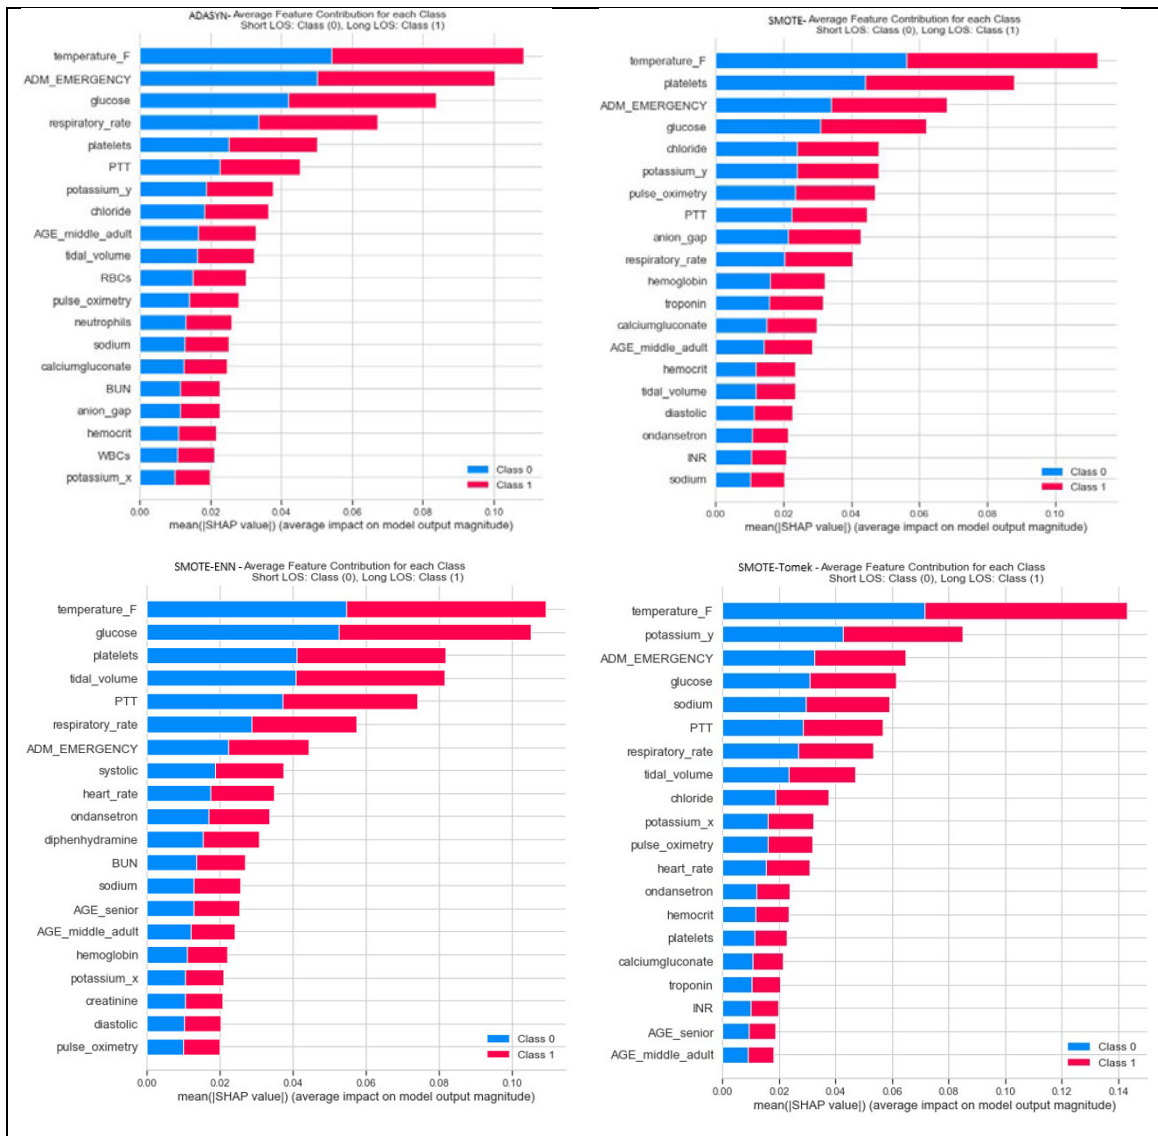 ADASYN- Average Feature Contribution for each Class
Short LOS: Class (0), Long LOS: Class (1)
temperature_F
ADM_EMERGENCY
glucose
respiratory_rate
platelets
PTT
potassium_y
chloride
AGE_middle_adult
tidal_volume
RBCs
pulse_oximetry
neutrophils
sodium
calciumgluconate
BUN
anion_gap
hemocrit
WBCs
potassium_x
Class 0
Class 1
0.00 0.02 0.04 0.06 0.08 0.10
mean(|SHAP value|) (average impact on model output magnitude)
SMOTE- Average Feature Contribution for each Class
Short LOS: Class (0), Long LOS: Class (1)
temperature_F
platelets
ADM_EMERGENCY
glucose
chloride
potassium_y
pulse_oximetry
PTT
anion_gap
respiratory_rate
hemoglobin
troponin
calciumgluconate
AGE_middle_adult
hemocrit
tidal_volume
diastolic
ondansetron
INR
sodium
Class 0
Class 1
0.00 0.02 0.04 0.06 0.08 0.10
mean(|SHAP value|) (average impact on model output magnitude)
SMOTE-ENN - Average Feature Contribution for each Class
Short LOS: Class (0), Long LOS: Class (1)
temperature_F
glucose
platelets
tidal_volume
PTT
respiratory_rate
ADM_EMERGENCY
systolic
heart_rate
ondansetron
diphenhydramine
BUN
sodium
AGE_senior
AGE_middle_adult
hemoglobin
potassium_x
creatinine
diastolic
pulse_oximetry
Class 0
Class 1
0.00 0.02 0.04 0.06 0.08 0.10
mean(|SHAP value|) (average impact on model output magnitude)
SMOTE-Tomek - Average Feature Contribution for each Class
Short LOS: Class (0), Long LOS: Class (1)
temperature_F
potassium_y
ADM_EMERGENCY
glucose
sodium
PTT
respiratory_rate
tidal_volume
chloride
potassium_x
pulse_oximetry
heart_rate
ondansetron
hemocrit
platelets
calciumgluconate
troponin
INR
AGE_senior
AGE_middle_adult
Class 0
Class 1
0.00 0.02 0.04 0.06 0.08 0.10 0.12 0.14
mean(|SHAP value|) (average impact on model output magnitude)